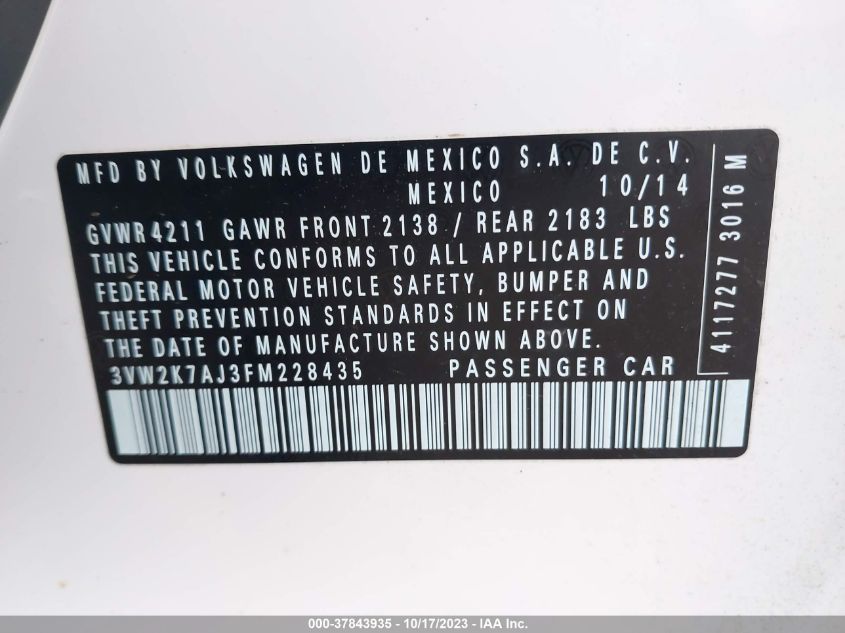 MFD BY VOLKSWAGEN DE MEXICO S.A. DE C.V.
MEXICO 10/14
GVWR 4211 GAWR FRONT 2138 / REAR 2183 LBS
THIS VEHICLE CONFORMS TO ALL APPLICABLE U.S.
FEDERAL MOTOR VEHICLE SAFETY, BUMPER AND
THEFT PREVENTION STANDARDS IN EFFECT ON
THE DATE OF MANUFACTURE SHOWN ABOVE.
3VW2K7AJ3FM228435 PASSENGER CAR
4117277 3016 M
000-37843935 - 10/17/2023 - IAA Inc.